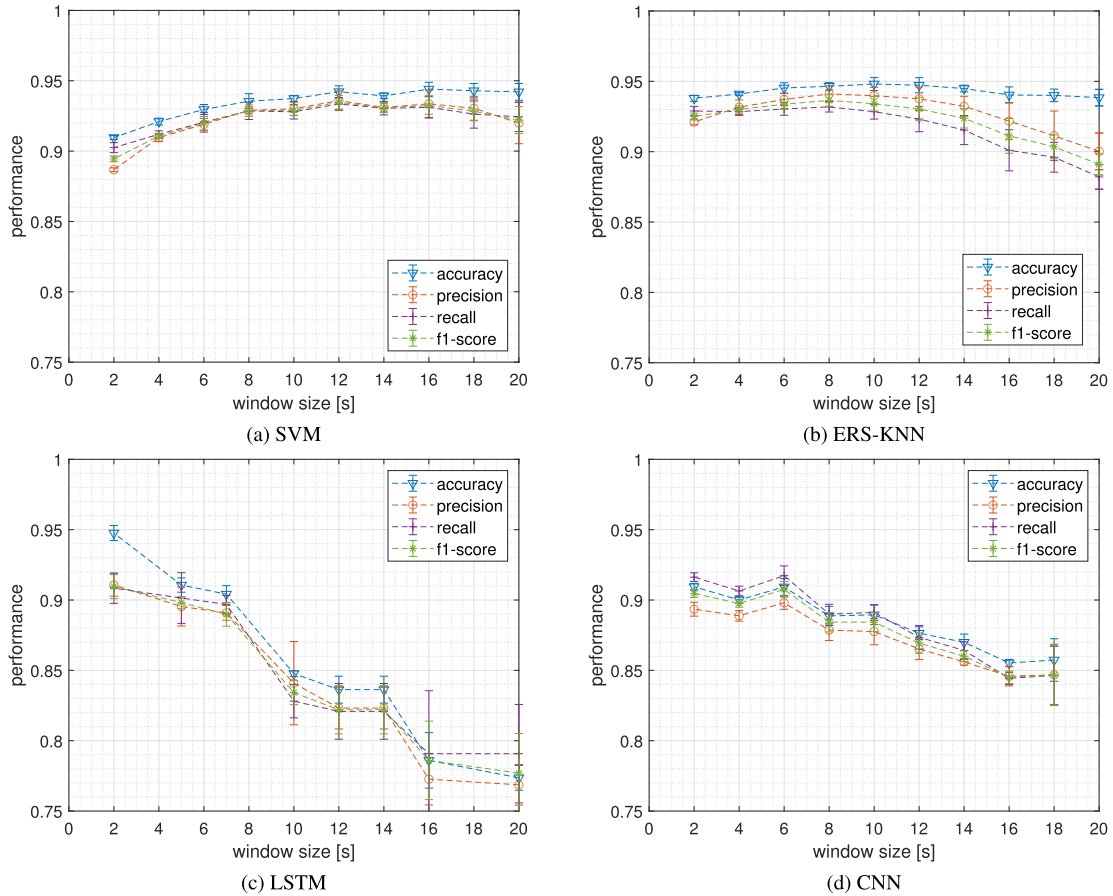 1
0.95
0.9
0.85
0.8
0.75
performance
0 2 4 6 8 10 12 14 16 18 20
window size [s]
accuracy
precision
recall
f1-score
(a) SVM
1
0.95
0.9
0.85
0.8
0.75
performance
0 2 4 6 8 10 12 14 16 18 20
window size [s]
accuracy
precision
recall
f1-score
(b) ERS-KNN
1
0.95
0.9
0.85
0.8
0.75
performance
0 2 4 6 8 10 12 14 16 18 20
window size [s]
accuracy
precision
recall
f1-score
(c) LSTM
1
0.95
0.9
0.85
0.8
0.75
performance
0 2 4 6 8 10 12 14 16 18 20
window size [s]
accuracy
precision
recall
f1-score
(d) CNN